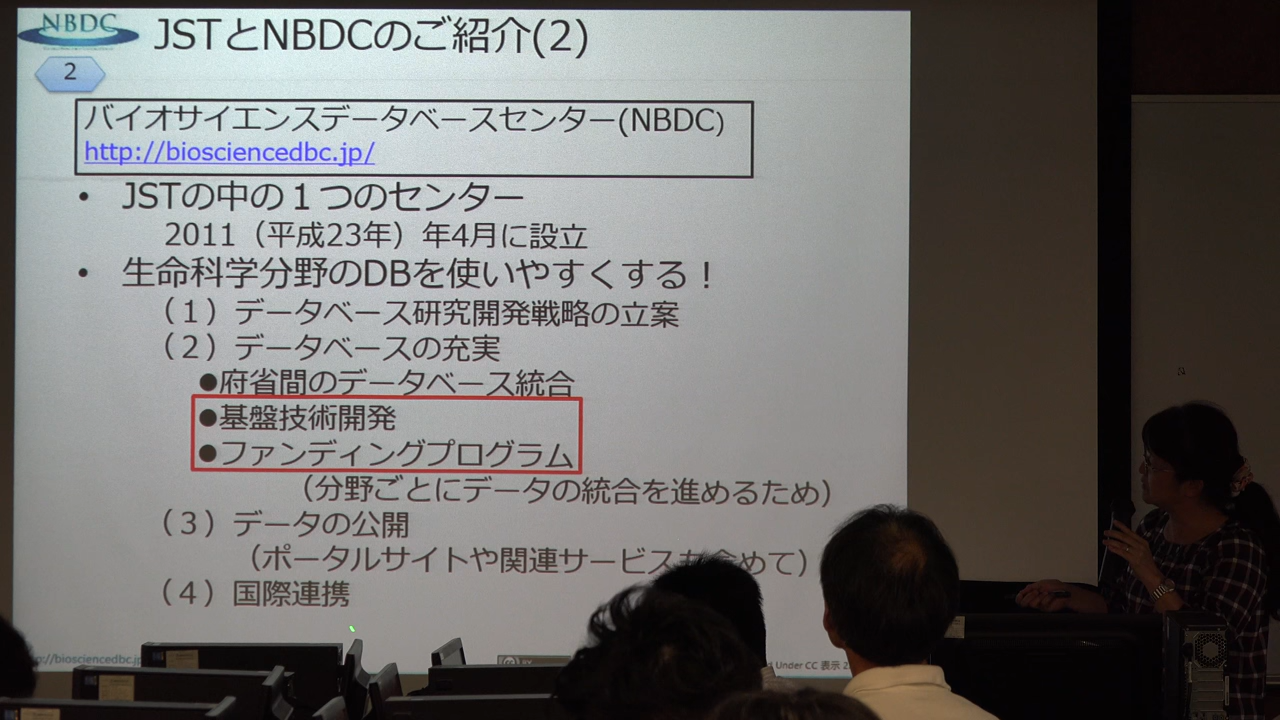 NBDC
JSTとNBDCのご紹介(2)
2
バイオサイエンスデータベースセンター(NBDC)
http://biosciencedbc.jp/
• JSTの中の１つのセンター
2011（平成23年）年4月に設立
• 生命科学分野のDBを使いやすくする！
（1）データベース研究開発戦略の立案
（2）データベースの充実
●府省間のデータベース統合
●基盤技術開発
●ファンディングプログラム
（分野ごとにデータの統合を進めるため）
（3）データの公開
（ポータルサイトや関連サービスも含めて）
（4）国際連携
://biosciencedbc.jp
Under CC 表示 2